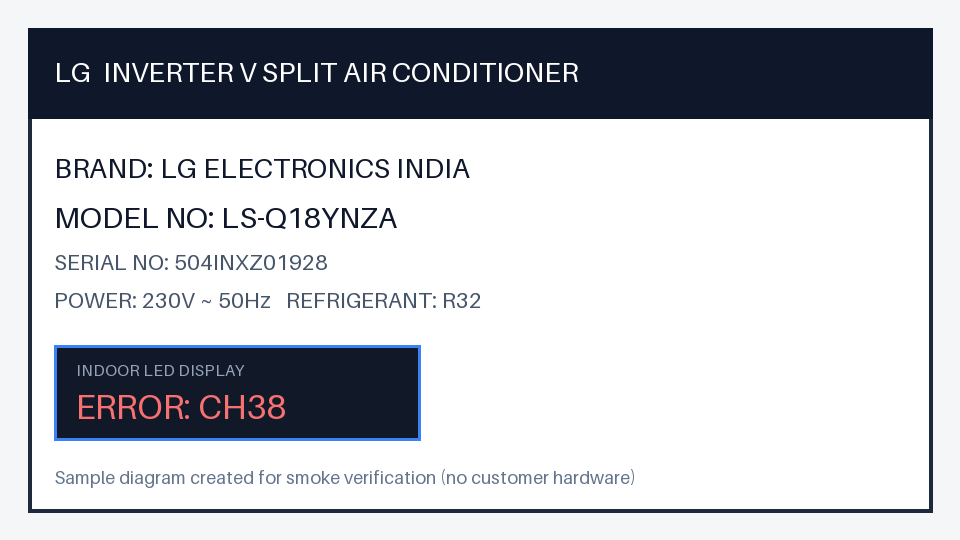 LG  INVERTER V SPLIT AIR CONDITIONER
BRAND: LG ELECTRONICS INDIA
MODEL NO: LS-Q18YNZA
SERIAL NO: 504INXZ01928
POWER: 230V ~ 50Hz   REFRIGERANT: R32
INDOOR LED DISPLAY
ERROR: CH38
Sample diagram created for smoke verification (no customer hardware)